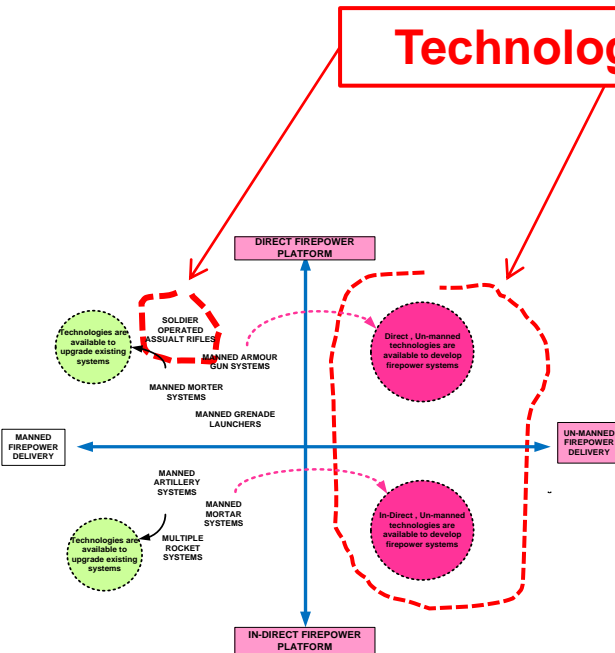 Technolog
DIRECT FIREPOWER
PLATFORM
SOLDIER
OPERATED
ASSUALT RIFLES
Technologies are
available to
upgrade existing
systems
MANNED ARMOUR
GUN SYSTEMS
Direct , Un-manned
technologies are
available to develop
firepower systems
MANNED MORTER
SYSTEMS
MANNED GRENADE
LAUNCHERS
MANNED
FIREPOWER
DELIVERY
UN-MANNED
FIREPOWER
DELIVERY
MANNED
ARTILLERY
SYSTEMS
MANNED
MORTAR
SYSTEMS
In-Direct , Un-manned
technologies are
available to develop
firepower systems
Technologies are
available to
upgrade existing
systems
MULTIPLE
ROCKET
SYSTEMS
IN-DIRECT FIREPOWER
PLATFORM